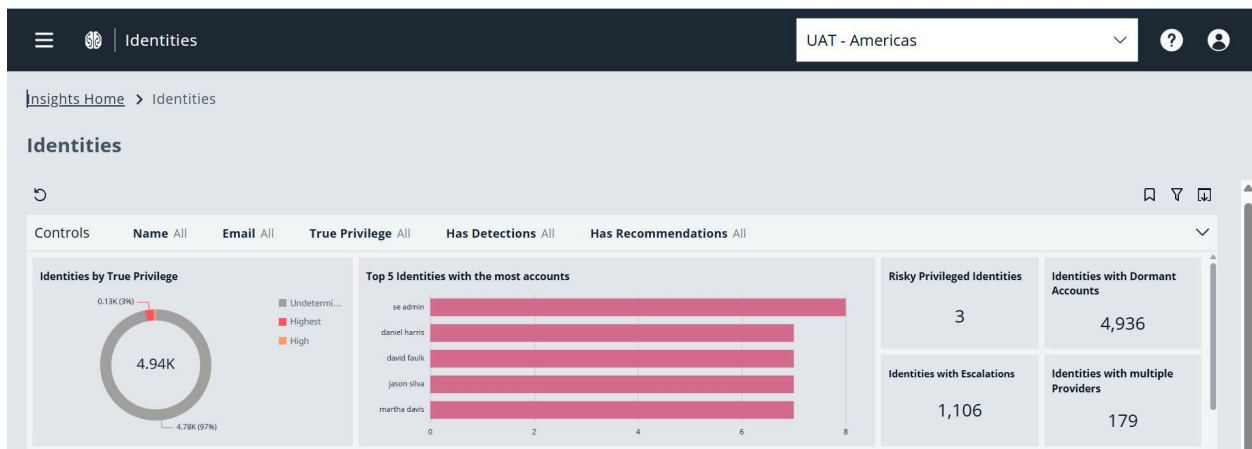 Identities
UAT - Americas
Insights Home > Identities
Identities
Controls Name All Email All True Privilege All Has Detections All Has Recommendations All
Identities by True Privilege
0.13K (3%)
4.94K
4.78K (97%)
Undetermi...
Highest
High
Top 5 Identities with the most accounts
se admin
daniel harris
david faulk
jason silva
martha davis
0 2 4 6 8
Risky Privileged Identities
3
Identities with Dormant
Accounts
4,936
Identities with Escalations
1,106
Identities with multiple
Providers
179